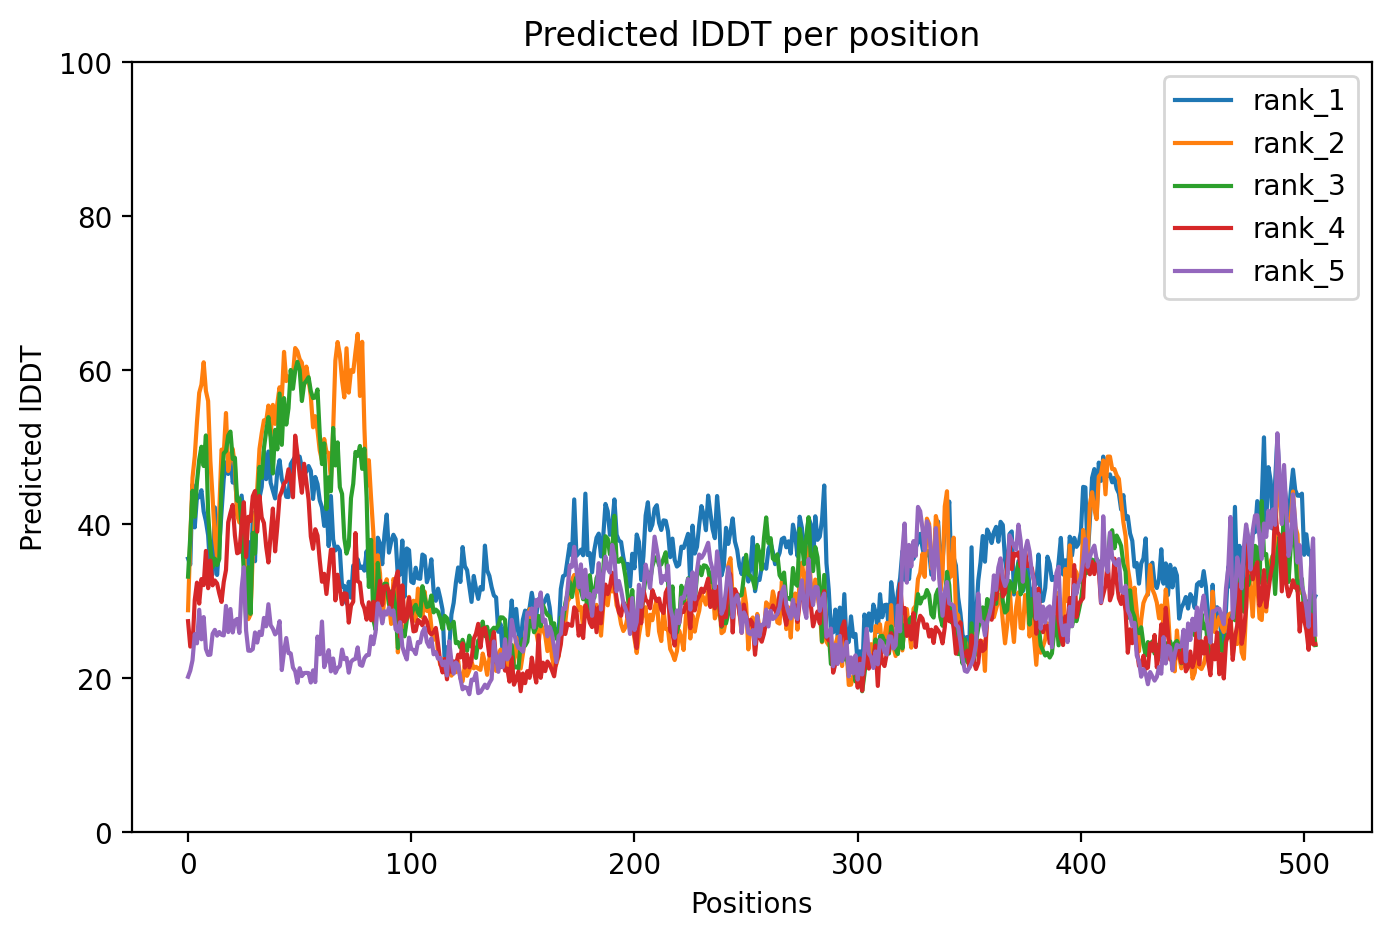 Predicted lDDT per position
100
80
60
40
20
0
Predicted lDDT
0 100 200 300 400 500
Positions
rank_1
rank_2
rank_3
rank_4
rank_5